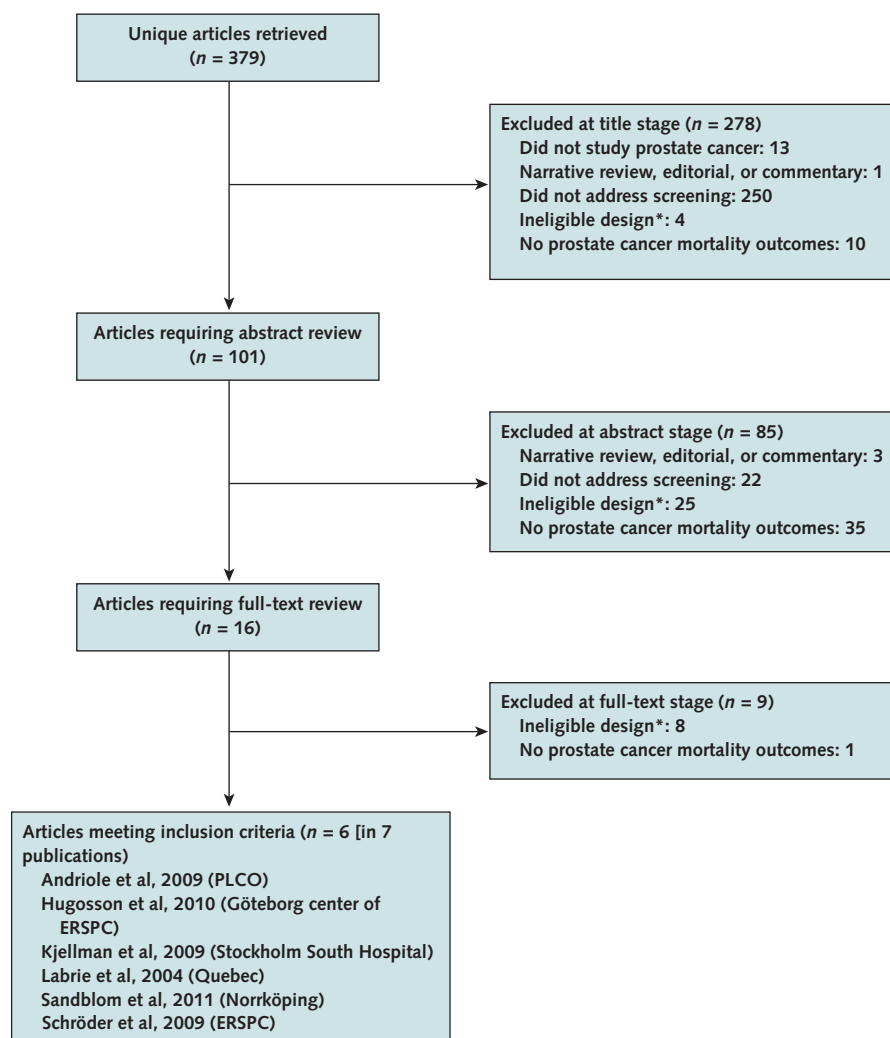 Unique articles retrieved
(n = 379)
Excluded at title stage (n = 278)
Did not study prostate cancer: 13
Narrative review, editorial, or commentary: 1
Did not address screening: 250
Ineligible design*: 4
No prostate cancer mortality outcomes: 10
Articles requiring abstract review
(n = 101)
Excluded at abstract stage (n = 85)
Narrative review, editorial, or commentary: 3
Did not address screening: 22
Ineligible design*: 25
No prostate cancer mortality outcomes: 35
Articles requiring full-text review
(n = 16)
Excluded at full-text stage (n = 9)
Ineligible design*: 8
No prostate cancer mortality outcomes: 1
Articles meeting inclusion criteria (n = 6 [in 7
publications)
Andriole et al, 2009 (PLCO)
Hugosson et al, 2010 (Göteborg center of
ERSPC)
Kjellman et al, 2009 (Stockholm South Hospital)
Labrie et al, 2004 (Quebec)
Sandblom et al, 2011 (Norrköping)
Schröder et al, 2009 (ERSPC)